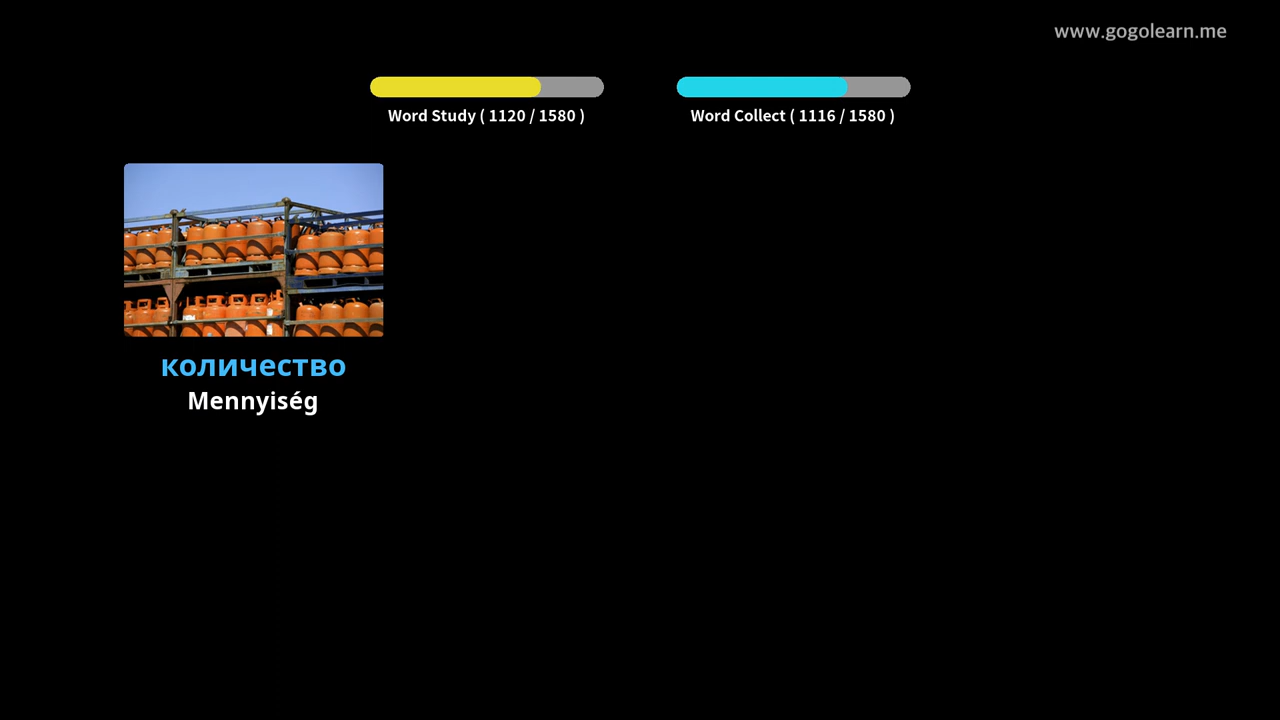 www.gogolearn.me
Word Study ( 1120 / 1580 )
Word Collect ( 1116 / 1580 )
количество
Mennyiség